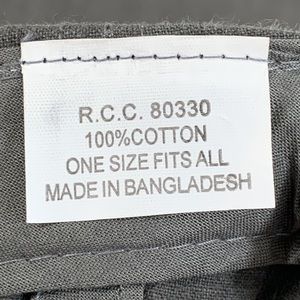 R.C.C. 80330
100%COTTON
ONE SIZE FITS ALL
MADE IN BANGLADESH